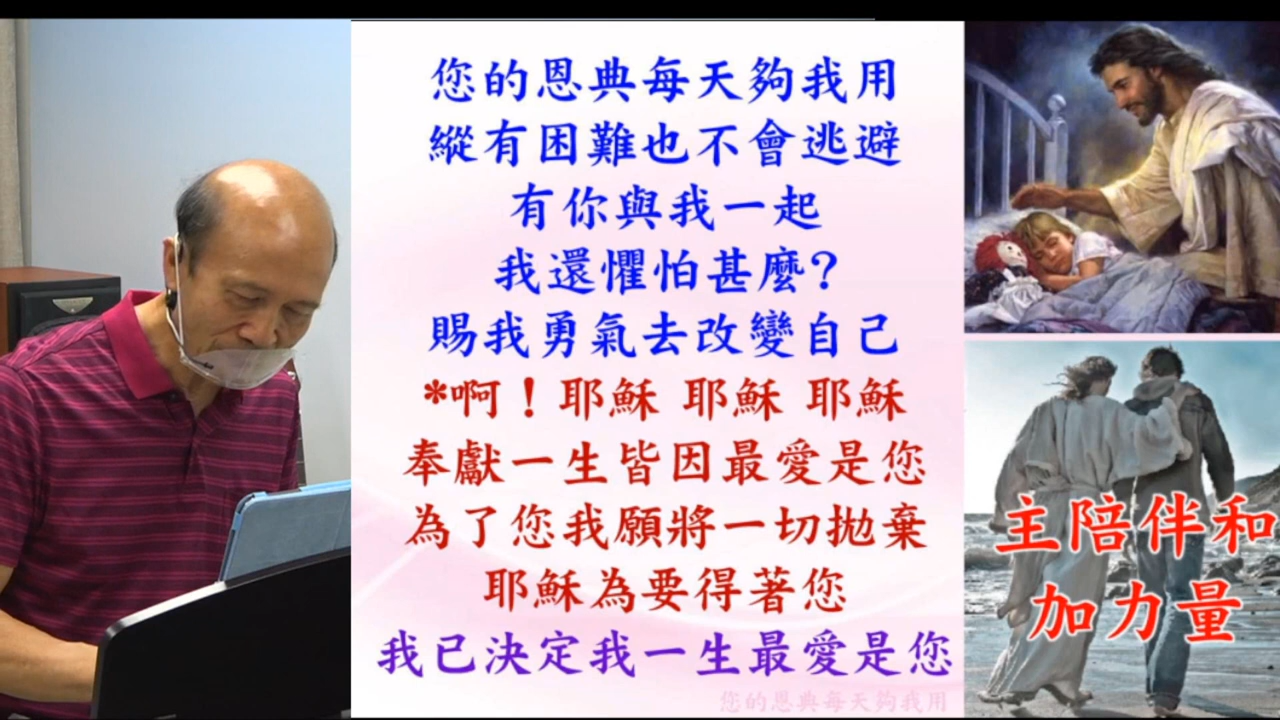 您的恩典每天夠我用
縱有困難也不會逃避
有你與我一起
我還懼怕甚麼?
賜我勇氣去改變自己
*啊!耶穌 耶穌 耶穌
奉獻一生皆因最愛是您
為了您我願將一切拋棄
耶穌為要得著您
我已決定我一生最愛是您
您的恩典每天夠我用
主陪伴和
加力量